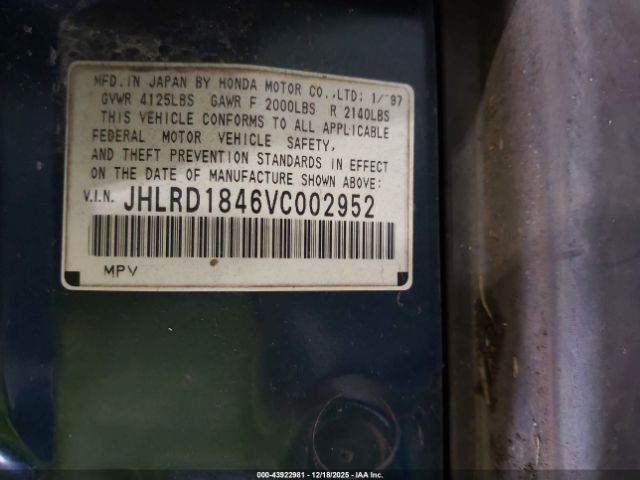 MFD. IN JAPAN BY HONDA MOTOR CO., LTD; 1/'97
GVWR 4125LBS GAWR F 2000LBS R 2140LBS
THIS VEHICLE CONFORMS TO ALL APPLICABLE
FEDERAL MOTOR VEHICLE SAFETY,
AND THEFT PREVENTION STANDARDS IN EFFECT
ON THE DATE OF MANUFACTURE SHOWN ABOVE:
V.I.N. JHLRD1846VC002952
MPV
000-43922981 - 12/18/2025 - IAA Inc.